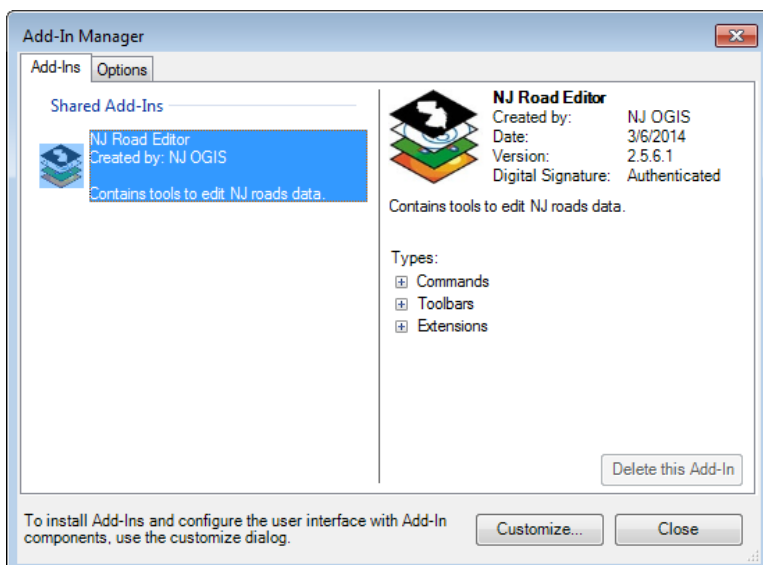 Add-In Manager
Add-Ins
Options
Shared Add-Ins
NJ Road Editor
Created by: NJ OGIS
Contains tools to edit NJ roads data.
NJ Road Editor
Created by: NJ OGIS
Date: 3/6/2014
Version: 2.5.6.1
Digital Signature: Authenticated
Contains tools to edit NJ roads data.
Types:
Commands
Toolbars
Extensions
Delete this Add-In
To install Add-Ins and configure the user interface with Add-In
components, use the customize dialog.
Customize...
Close